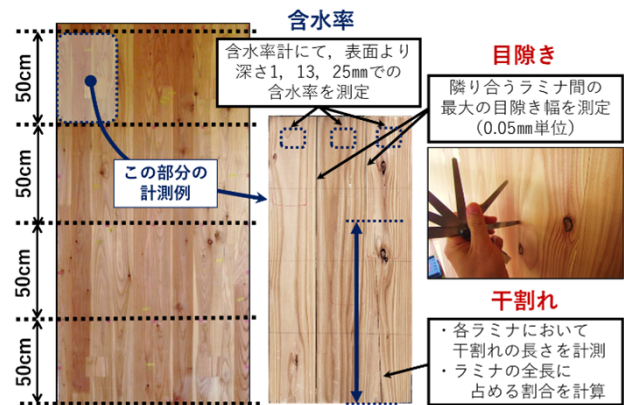 含水率
含水率計にて，表面より
深さ1，13，25mmでの
含水率を測定
目隙き
隣り合うラミナ間の
最大の目隙き幅を測定
（0.05mm単位）
50cm
50cm
50cm
50cm
この部分の
計測例
干割れ
・各ラミナにおいて
干割れの長さを計測
・ラミナの全長に
占める割合を計算